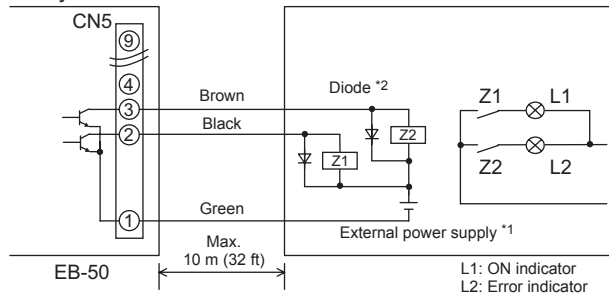 CN5
⑨
④
③
②
①
Brown
Black
Green
Diode *2
Z2
Z1
External power supply *1
Z1
L1
Z2
L2
EB-50
Max.
10 m (32 ft)
L1: ON indicator
L2: Error indicator